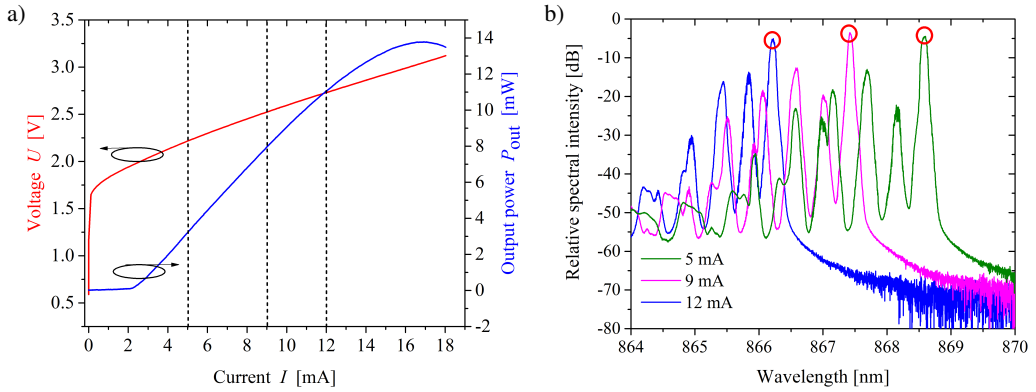 a)
Voltage U [V]
3.5
3.0
2.5
2.0
1.5
1.0
0.5
0 2 4 6 8 10 12 14 16 18
Current I [mA]
14
12
10
8
6
4
2
0
-2
Output power Pout [mW]
b)
Relative spectral intensity [dB]
0
-10
-20
-30
-40
-50
-60
-70
-80
5 mA
9 mA
12 mA
864 865 866 867 868 869 870
Wavelength [nm]